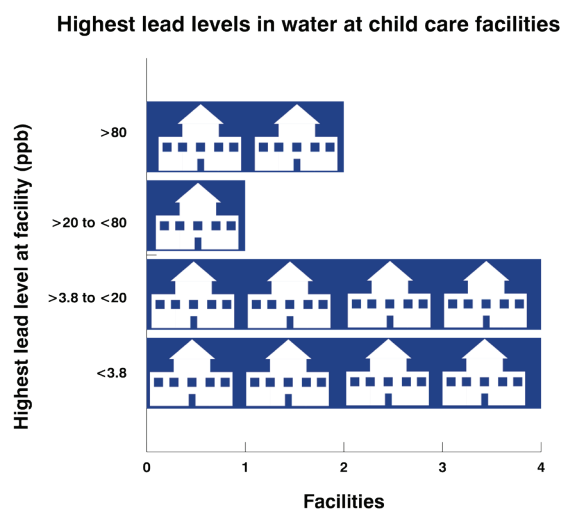 Highest lead levels in water at child care facilities
Highest lead level at facility (ppb)
>80
>20 to <80
>3.8 to <20
<3.8
0 1 2 3 4
Facilities